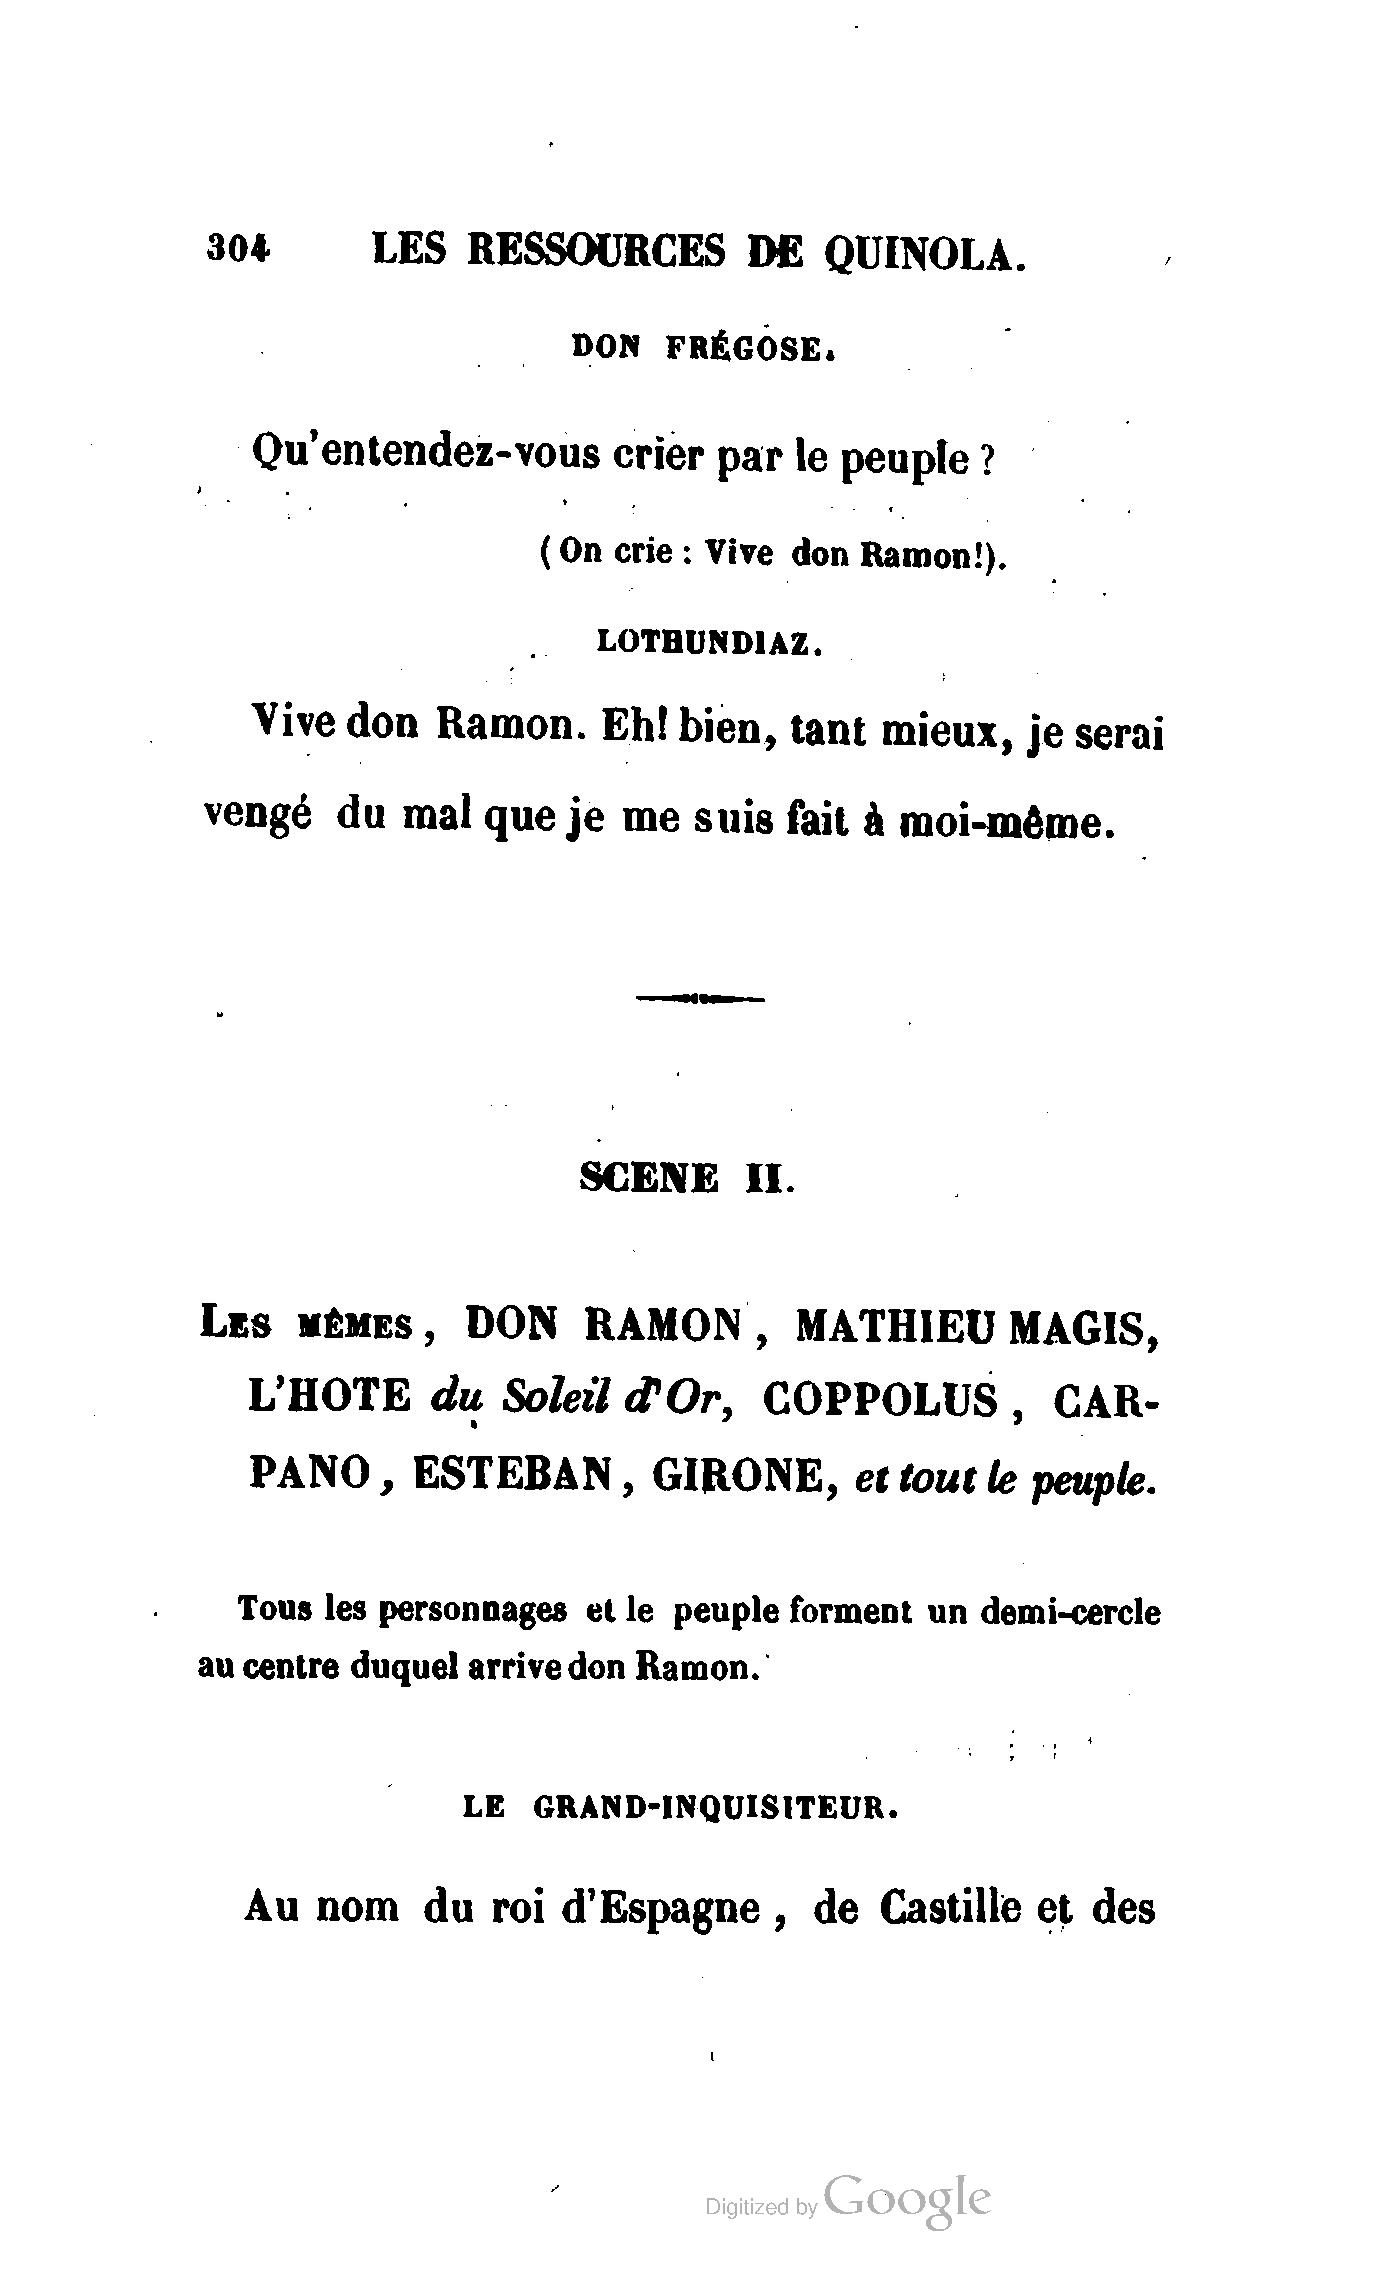 304 LES RESSOURCES DE QUINOLA.
DON FRÉGOSE.
Qu'entendez-vous crier par le peuple ?
( On crie : Vive don Ramon!).
LOTHUNDIAZ.
Vive don Ramon. Eh! bien, tant mieux, je serai
vengé du mal que je me suis fait à moi-même.
SCENE II.
LES MÊMES, DON RAMON, MATHIEU MAGIS,
L'HOTE du Soleil d'Or, COPPOLUS, CAR-
PANO, ESTEBAN, GIRONE, et tout le peuple.
Tous les personnages et le peuple forment un demi-cercle
au centre duquel arrive don Ramon.
LE GRAND-INQUISITEUR.
Au nom du roi d'Espagne, de Castille et des
Digitized by Google